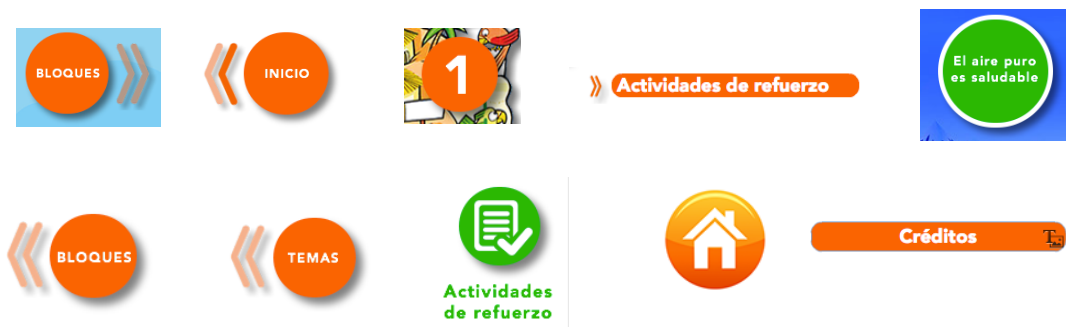 BLOQUES
INICIO
1
Actividades de refuerzo
El aire puro
es saludable
BLOQUES
TEMAS
Actividades
de refuerzo
Créditos
T